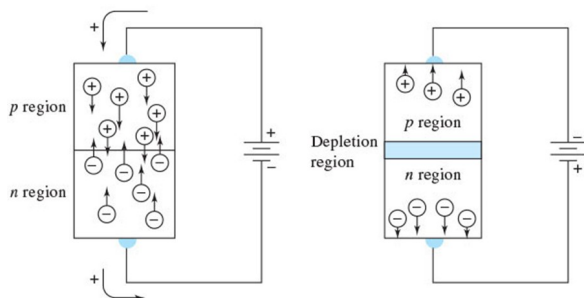 +
p region
n region
+
−
+
Depletion
region
p region
n region
−
+